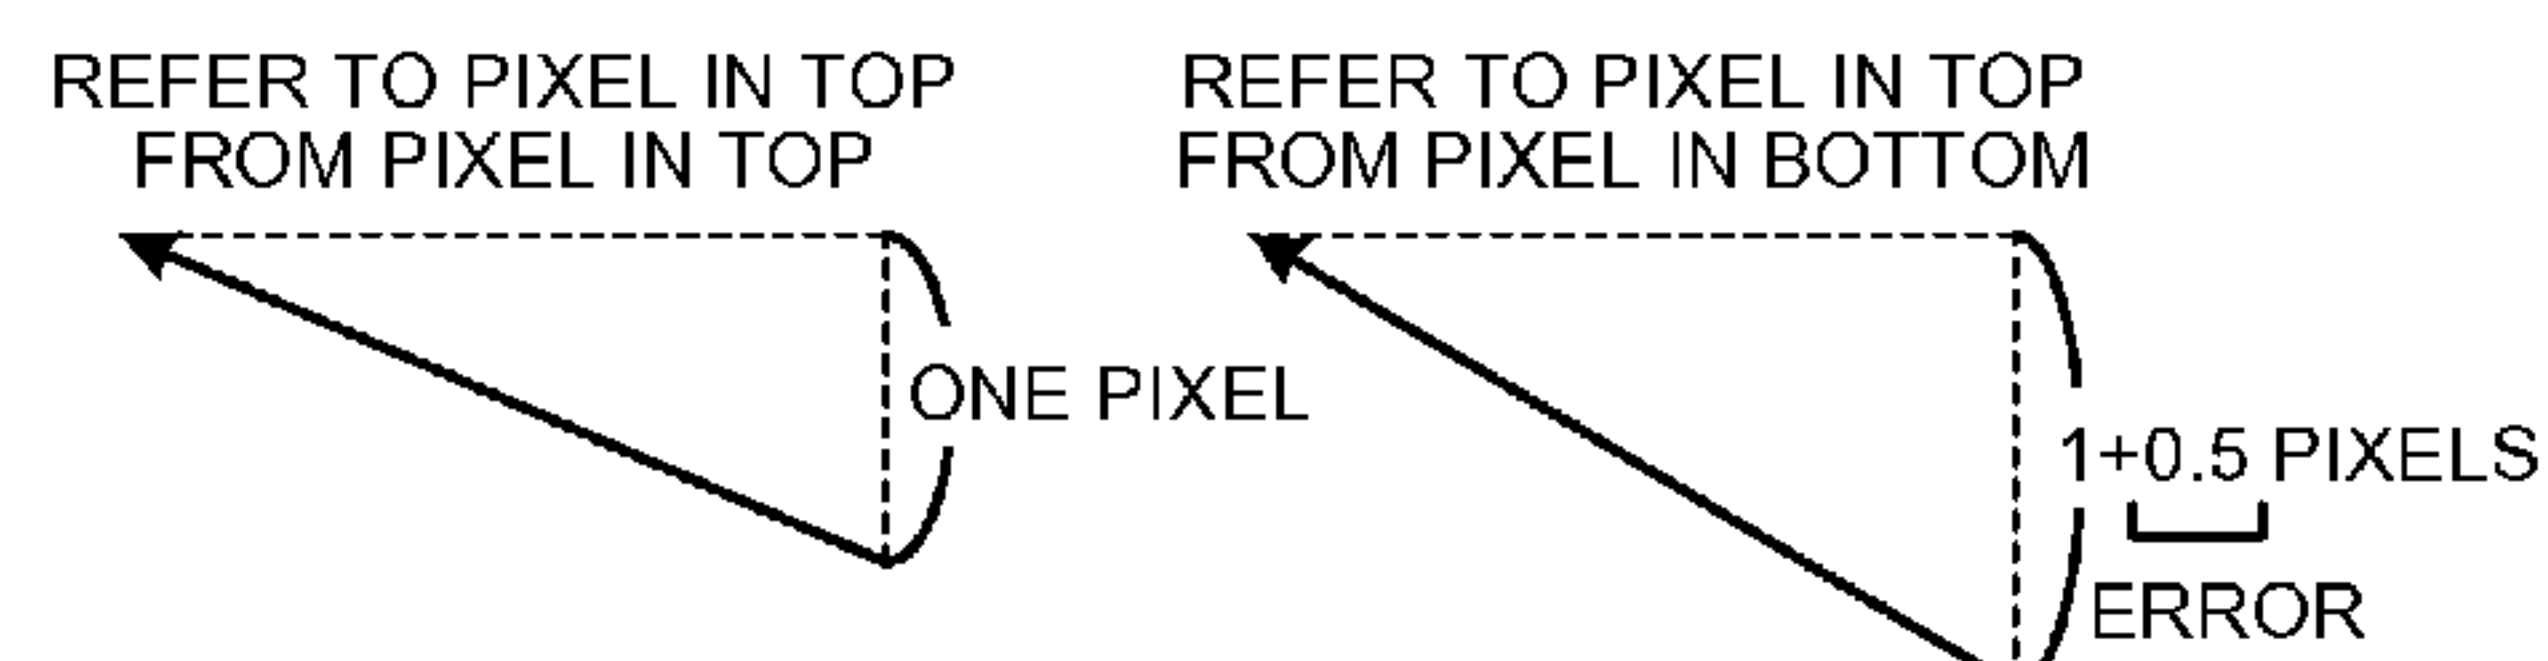 REFER TO PIXEL IN TOP
FROM PIXEL IN TOP
ONE PIXEL
REFER TO PIXEL IN TOP
FROM PIXEL IN BOTTOM
1+0.5 PIXELS
ERROR